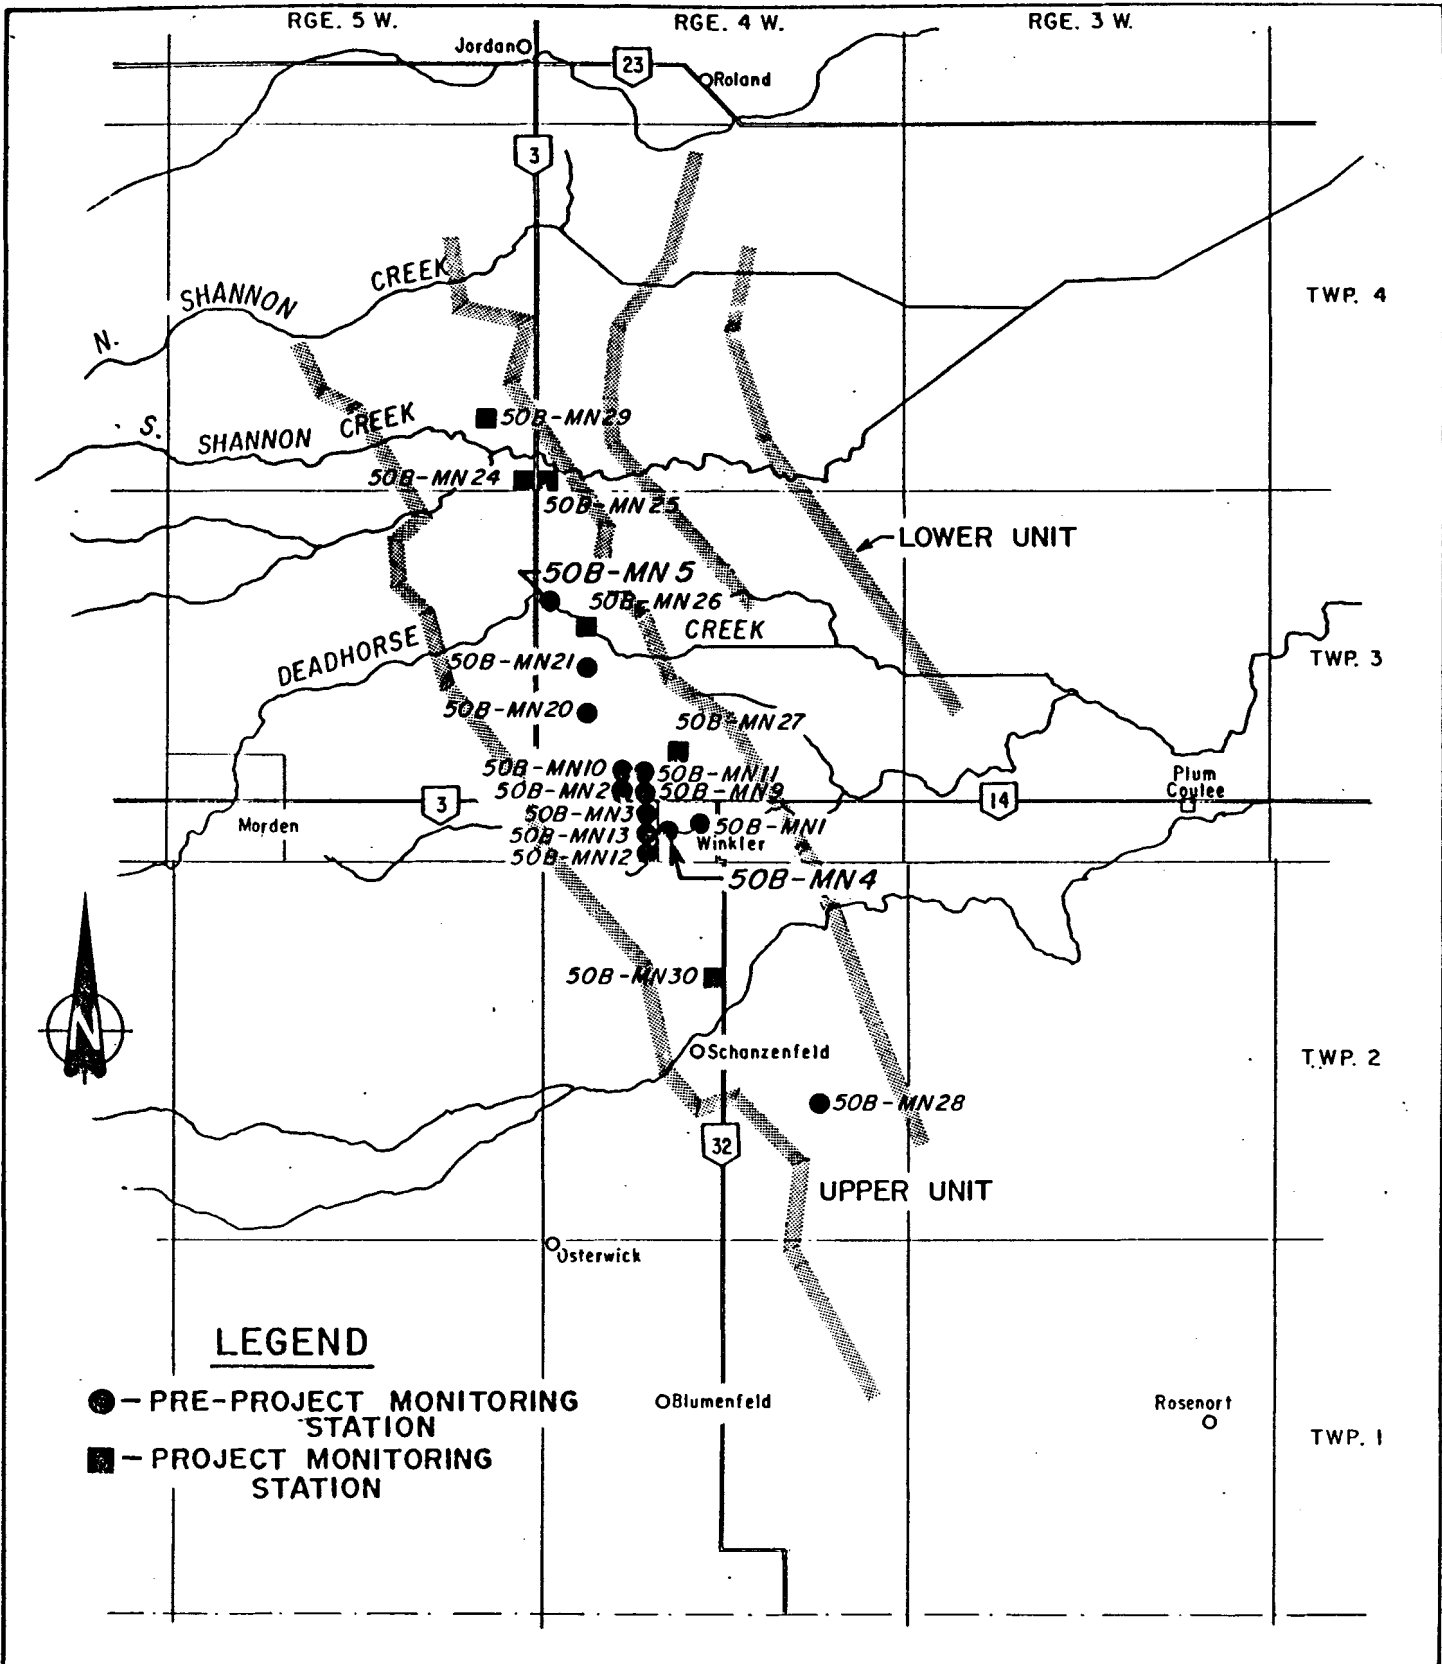 RGE. 5 W.
RGE. 4 W.
RGE. 3 W.
Jordan
23
Roland
3
TWP. 4
N. SHANNON CREEK
S. SHANNON CREEK
50B-MN29
50B-MN24
50B-MN25
LOWER UNIT
50B-MN5
50B-MN26
DEADHORSE CREEK
50B-MN21
TWP. 3
50B-MN20
50B-MN27
50B-MN10
50B-MN11
50B-MN2
50B-MN9
3
14
Plum
Coulee
Morden
50B-MN3
50B-MN1
50B-MN13
Winkler
50B-MN12
50B-MN4
50B-MN30
N
Schanzenfeld
TWP. 2
50B-MN28
32
UPPER UNIT
Osterwick
LEGEND
- PRE-PROJECT MONITORING
STATION
- PROJECT MONITORING
STATION
Blumenfeld
Rosenort
TWP. 1